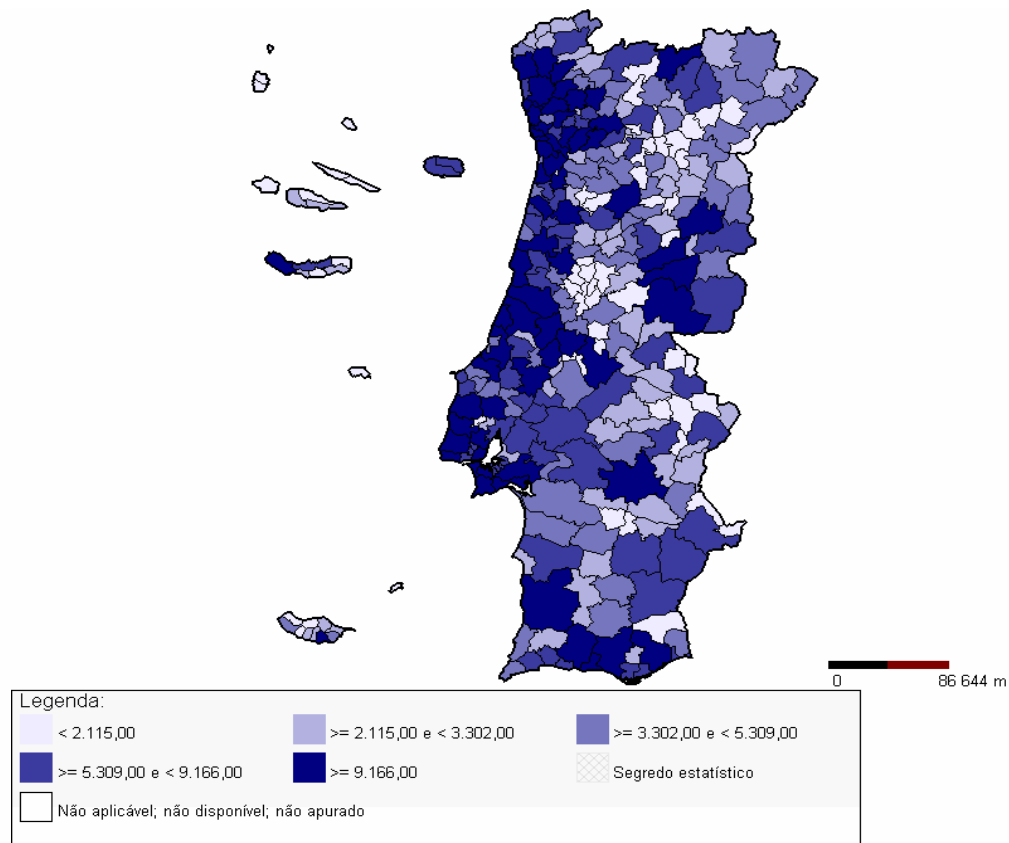 0 86 644 m
Legenda:
< 2.115,00 >= 2.115,00 e < 3.302,00 >= 3.302,00 e < 5.309,00
>= 5.309,00 e < 9.166,00 >= 9.166,00 Segredo estatístico
Não aplicável; não disponível; não apurado